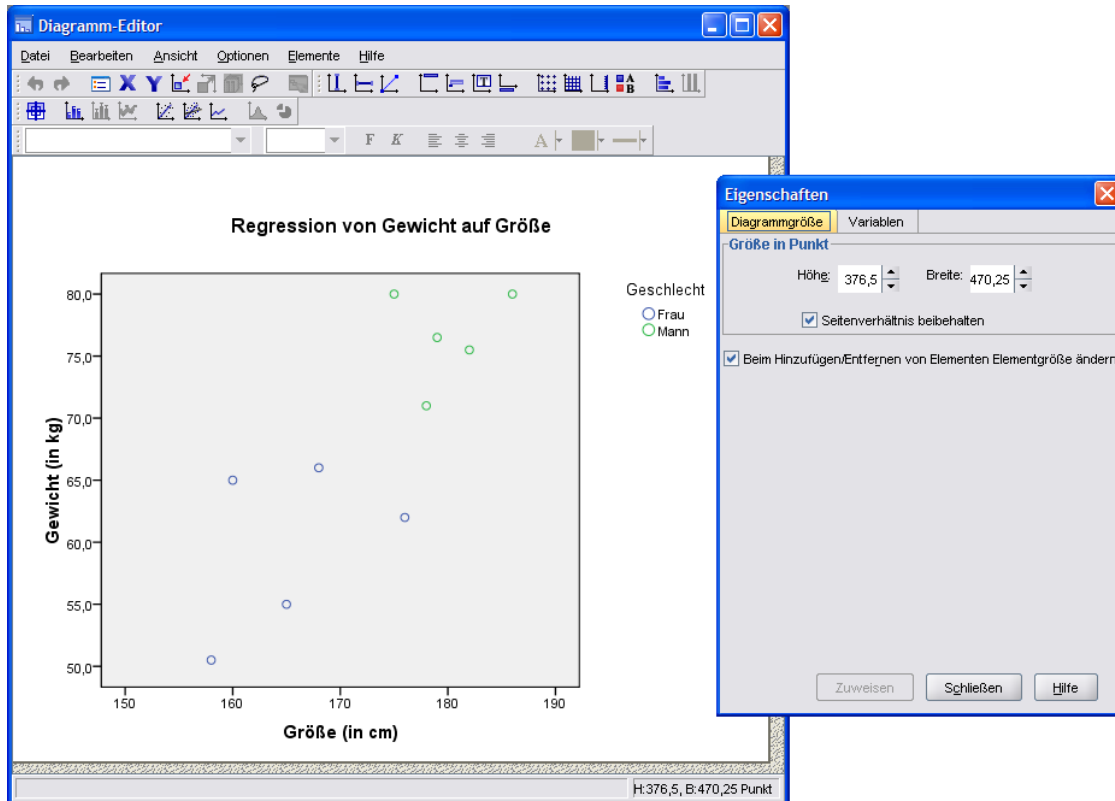 Diagramm-Editor
Datei Bearbeiten Ansicht Optionen Elemente Hilfe
X Y T A B
F K A
Regression von Gewicht auf Größe
80,0
75,0
70,0
65,0
60,0
55,0
50,0
Gewicht (in kg)
150 160 170 180 190
Größe (in cm)
Geschlecht
Frau
Mann
H:376,5, B:470,25 Punkt
Eigenschaften
Diagrammgröße Variablen
Größe in Punkt
Höhe: 376,5 Breite: 470,25
Seitenverhältnis beibehalten
Beim Hinzufügen/Entfernen von Elementen Elementgröße ändern
Zuweisen Schließen Hilfe